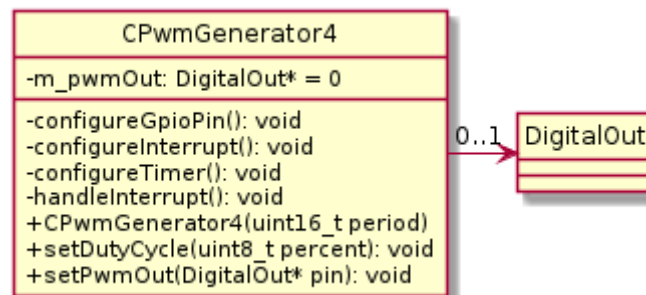 CPwmGenerator4
-m_pwmOut: DigitalOut* = 0
-configureGpioPin(): void
-configureInterrupt(): void
-configureTimer(): void
-handleInterrupt(): void
+CPwmGenerator4(uint16_t period)
+setDutyCycle(uint8_t percent): void
+setPwmOut(DigitalOut* pin): void
0..1
DigitalOut